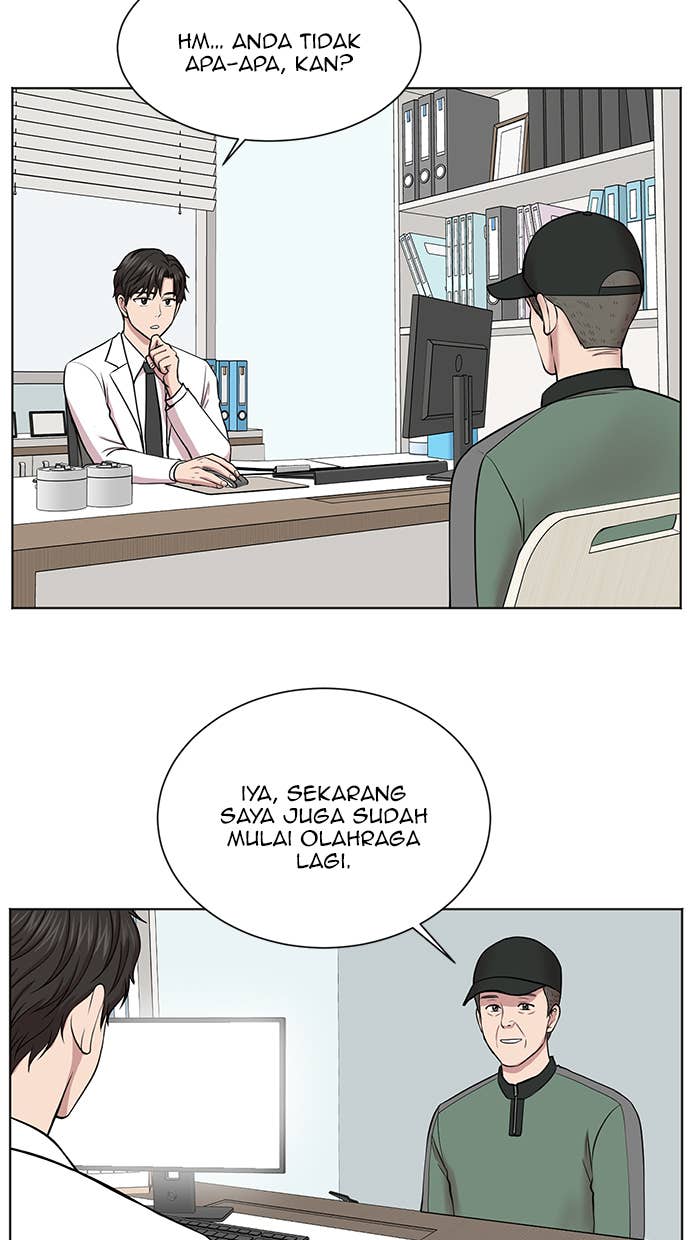 HM... ANDA TIDAK
APA-APA, KAN?
IYA, SEKARANG
SAYA JUGA SUDAH
MULAI OLAHRAGA
LAGI.